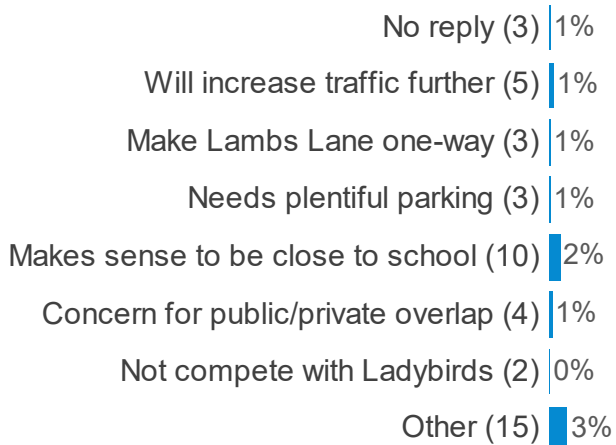 No reply (3) 1%
Will increase traffic further (5) 1%
Make Lambs Lane one-way (3) 1%
Needs plentiful parking (3) 1%
Makes sense to be close to school (10) 2%
Concern for public/private overlap (4) 1%
Not compete with Ladybirds (2) 0%
Other (15) 3%